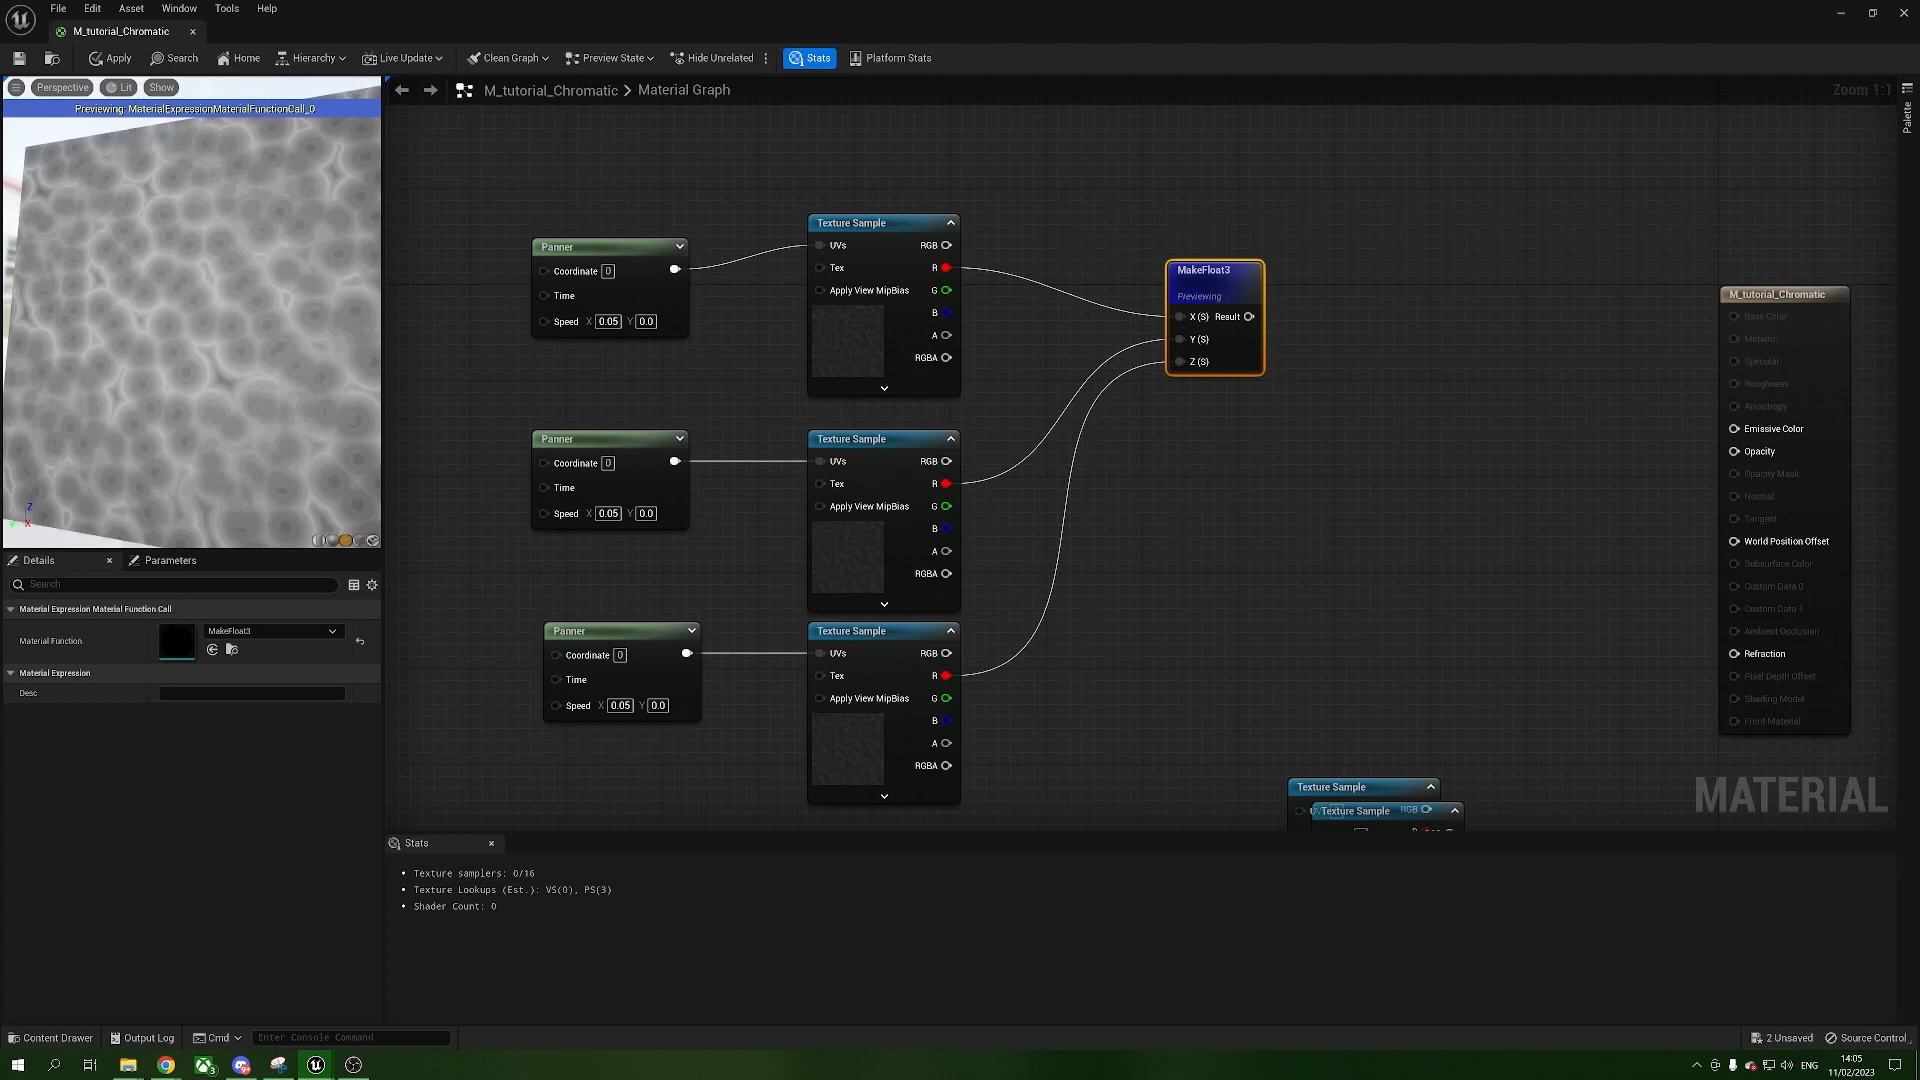 File Edit Asset Window Tools Help
M_tutorial_Chromatic
Apply Search Home Hierarchy Live Update Clean Graph Preview State Hide Unrelated Stats Platform Stats
Perspective Lit Show
Previewing: MaterialExpressionMaterialFunctionCall_0
M_tutorial_Chromatic > Material Graph
Zoom 1:1
Palette
Panner
Coordinate 0
Time
Speed X 0.05 Y 0.0
Texture Sample
UVs RGB
Tex R
Apply View MipBias G
B
A
RGBA
MakeFloat3
Previewing
X (S) Result
Y (S)
Z (S)
Panner
Coordinate 0
Time
Speed X 0.05 Y 0.0
Texture Sample
UVs RGB
Tex R
Apply View MipBias G
B
A
RGBA
Panner
Coordinate 0
Time
Speed X 0.05 Y 0.0
Texture Sample
UVs RGB
Tex R
Apply View MipBias G
B
A
RGBA
M_tutorial_Chromatic
Base Color
Metallic
Specular
Roughness
Anisotropy
Emissive Color
Opacity
Opacity Mask
Normal
Tangent
World Position Offset
Subsurface Color
Custom Data 0
Custom Data 1
Ambient Occlusion
Refraction
Pixel Depth Offset
Shading Model
Front Material
Texture Sample
Texture Sample RGB
MATERIAL
Z
X
Details
Parameters
Search
Material Expression Material Function Call
Material Function
MakeFloat3
Material Expression
Desc
Stats
Texture samplers: 0/16
Texture Lookups (Est.): VS(0), PS(3)
Shader Count: 0
Content Drawer Output Log Cmd Enter Console Command
2 Unsaved Source Control
ENG
14:05
11/02/2023